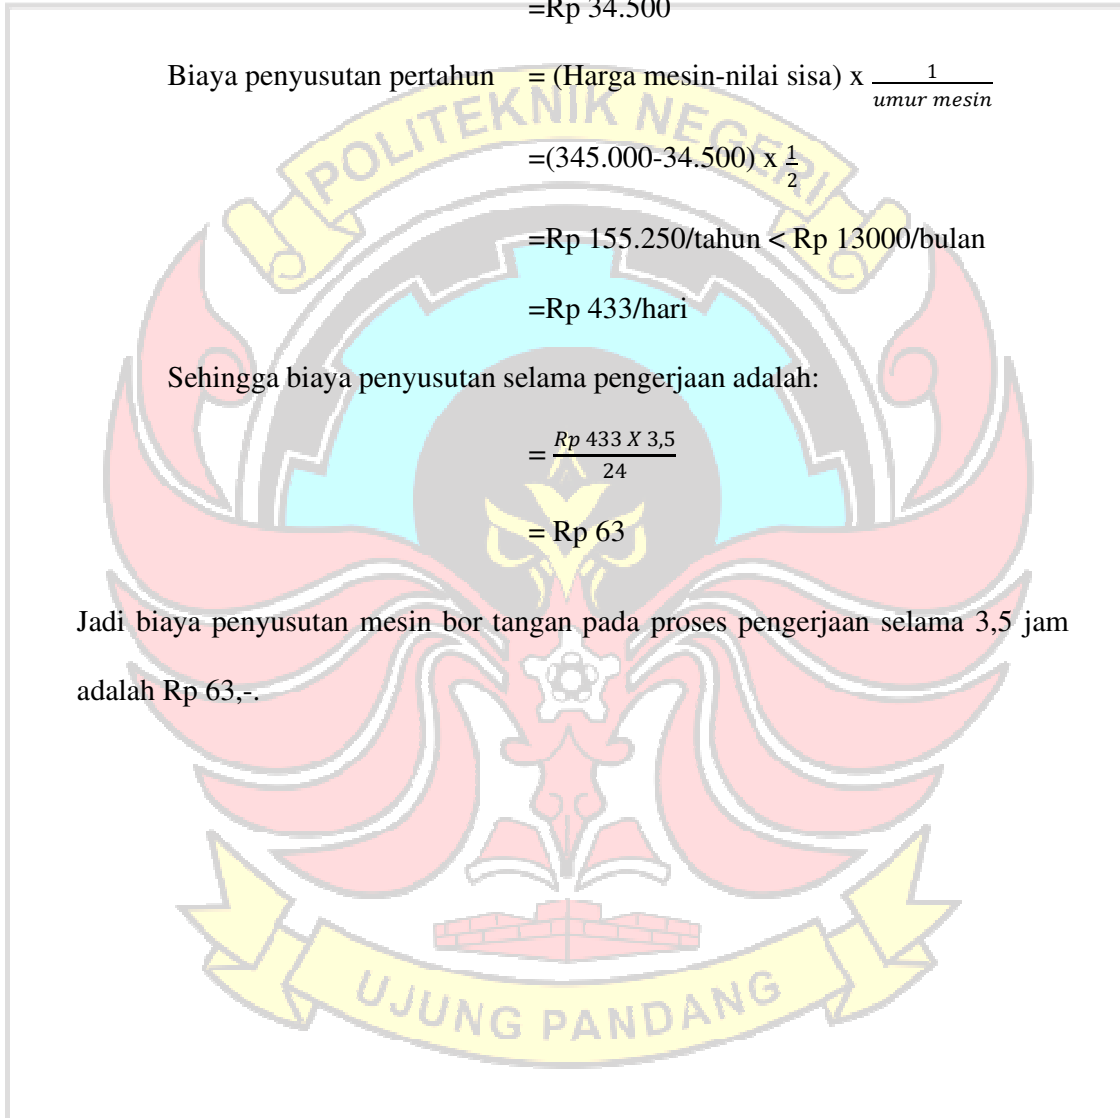 =Rp 34.500
Biaya penyusutan pertahun = (Harga mesin-nilai sisa) x 1/umur mesin
=(345.000-34.500) x 1/2
=Rp 155.250/tahun < Rp 13000/bulan
=Rp 433/hari
Sehingga biaya penyusutan selama pengerjaan adalah:
= Rp 433 X 3,5/24
= Rp 63
Jadi biaya penyusutan mesin bor tangan pada proses pengerjaan selama 3,5 jam
adalah Rp 63,-.
POLITEKNIK NEGERI
UJUNG PANDANG